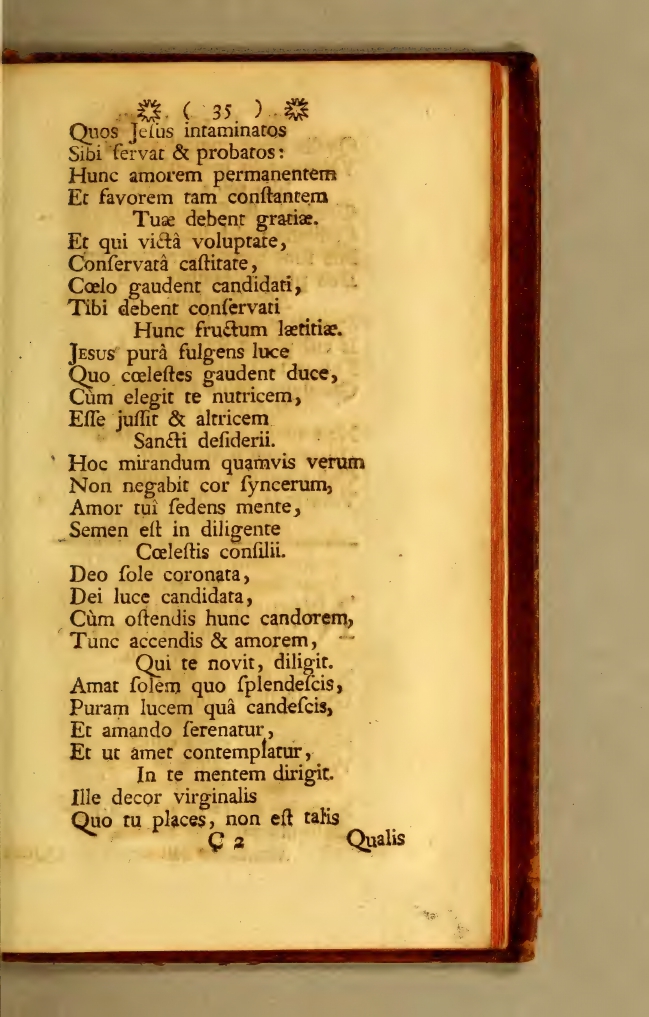 ( 35 )
Quos Jeſus intaminatos
Sibi ſervat & probatos:
Hunc amorem permanentem
Et favorem tam conſtantem
Tuæ debent gratiæ.
Et qui victâ voluptate,
Conſervatâ caſtitate,
Cœlo gaudent candidati,
Tibi debent conſervati
Hunc fructum lætitiæ.
JESUS purâ fulgens luce
Quo cœleſtes gaudent duce,
Cùm elegit te nutricem,
Eſſe juſſit & altricem
Sancti deſiderii.
Hoc mirandum quamvis verum
Non negabit cor ſyncerum,
Amor tuî ſedens mente,
Semen eſt in diligente
Cœleſtis conſilii.
Deo ſole coronata,
Dei luce candidata,
Cùm oſtendis hunc candorem,
Tunc accendis & amorem,
Qui te novit, diligit.
Amat ſolem quo ſplendeſcis,
Puram lucem quâ candeſcis,
Et amando ſerenatur,
Et ut amet contemplatur,
In te mentem dirigit.
Ille decor virginalis
Quo tu places, non eſt talis
C 2 Qualis